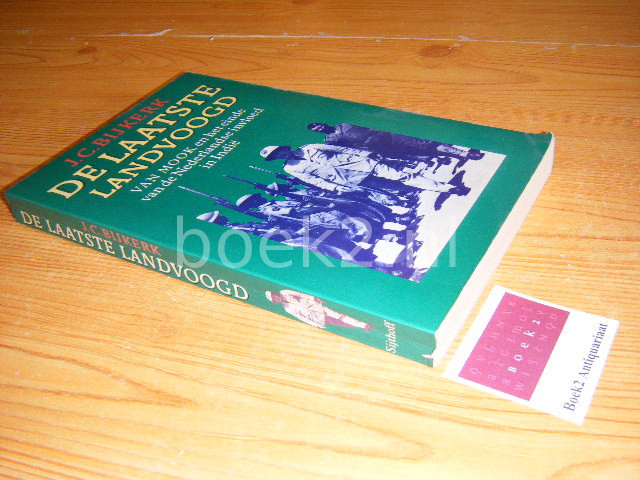 J.C. BIJKERK
DE LAATSTE
LANDVOOGD
VAN MOOK en het einde
van de Nederlandse invloed
in Indië
J.C. BIJKERK
DE LAATSTE LANDVOOGD
Sijthoff
boek2.nl
BOEK2
Boek2 Antiquariaat